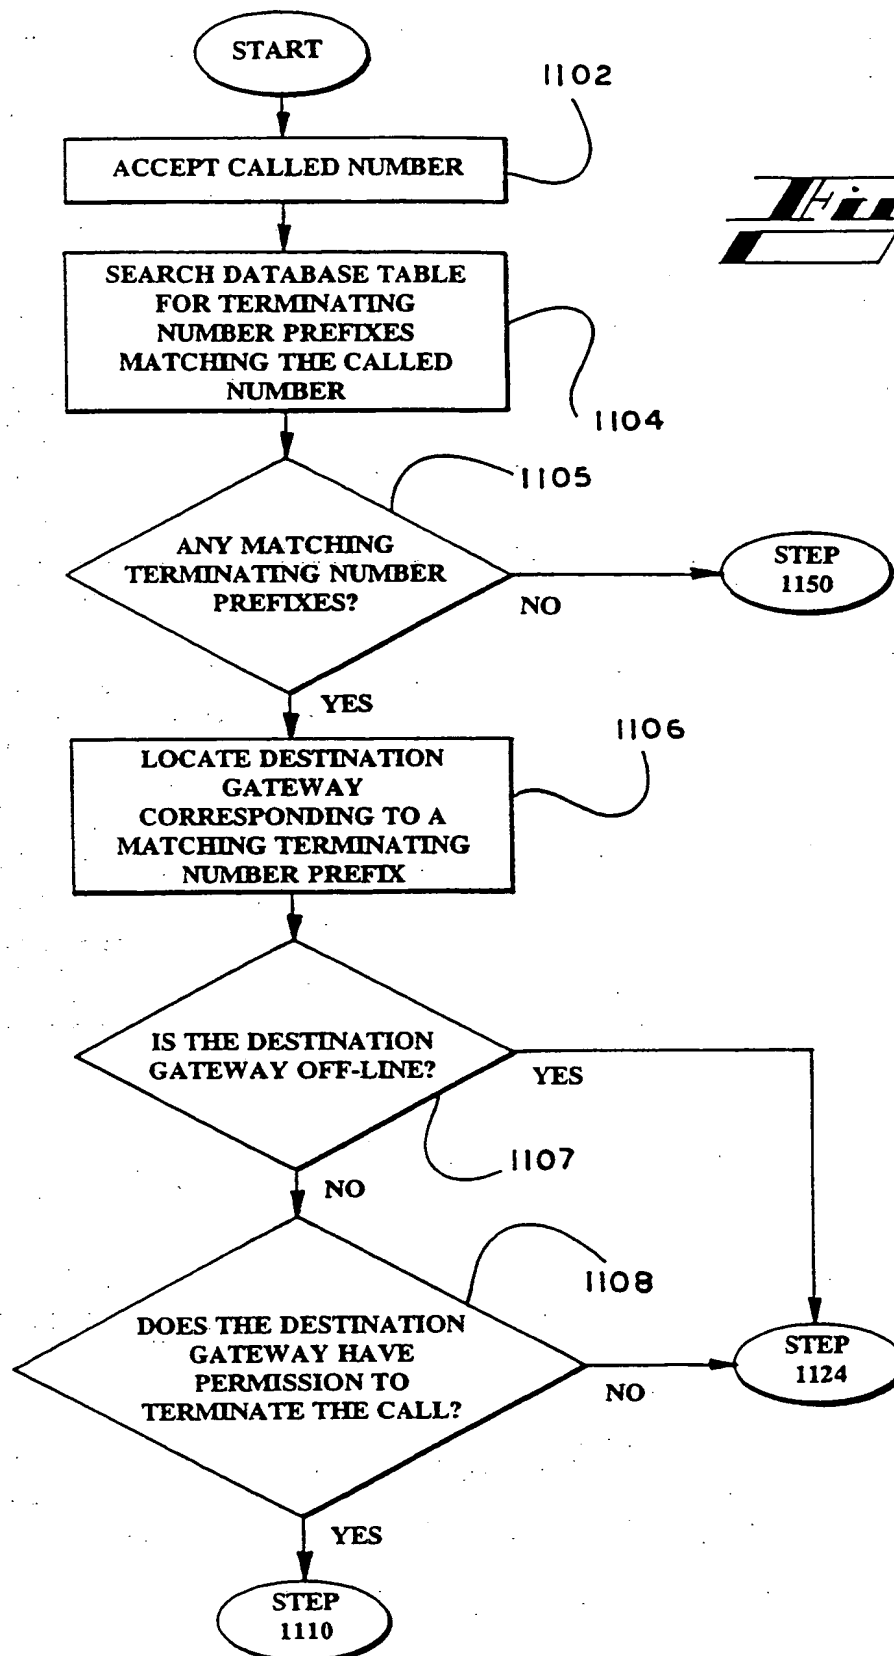 START
1102
ACCEPT CALLED NUMBER
SEARCH DATABASE TABLE
FOR TERMINATING
NUMBER PREFIXES
MATCHING THE CALLED
NUMBER
1104
1105
ANY MATCHING
TERMINATING NUMBER
PREFIXES?
NO
STEP
1150
YES
1106
LOCATE DESTINATION
GATEWAY
CORRESPONDING TO A
MATCHING TERMINATING
NUMBER PREFIX
IS THE DESTINATION
GATEWAY OFF-LINE?
YES
1107
NO
1108
DOES THE DESTINATION
GATEWAY HAVE
PERMISSION TO
TERMINATE THE CALL?
NO
STEP
1124
YES
STEP
1110